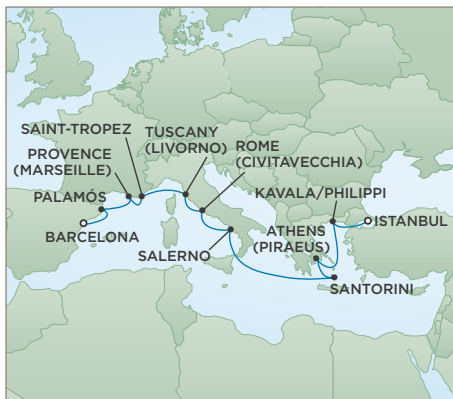 SAINT-TROPEZ
TUSCANY
(LIVORNO)
ROME
(CIVITAVECCHIA)
PROVENCE
(MARSEILLE)
KAVALA/PHILIPPI
PALAMÓS
ISTANBUL
ATHENS
(PIRAEUS)
BARCELONA
SALERNO
SANTORINI